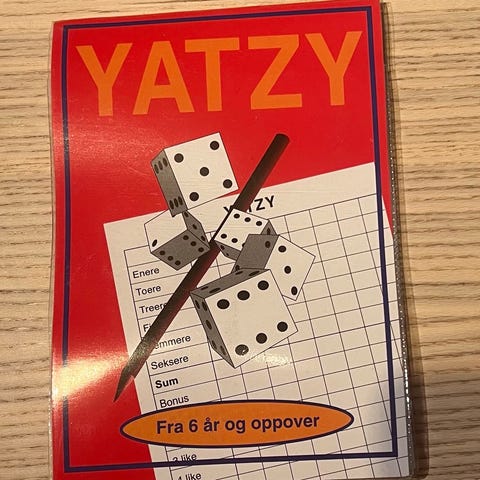 YATZY
YATZY
Enere
Toere
Treere
Femmere
Seksere
Sum
Bonus
Fra 6 år og oppover
2 like
4 like